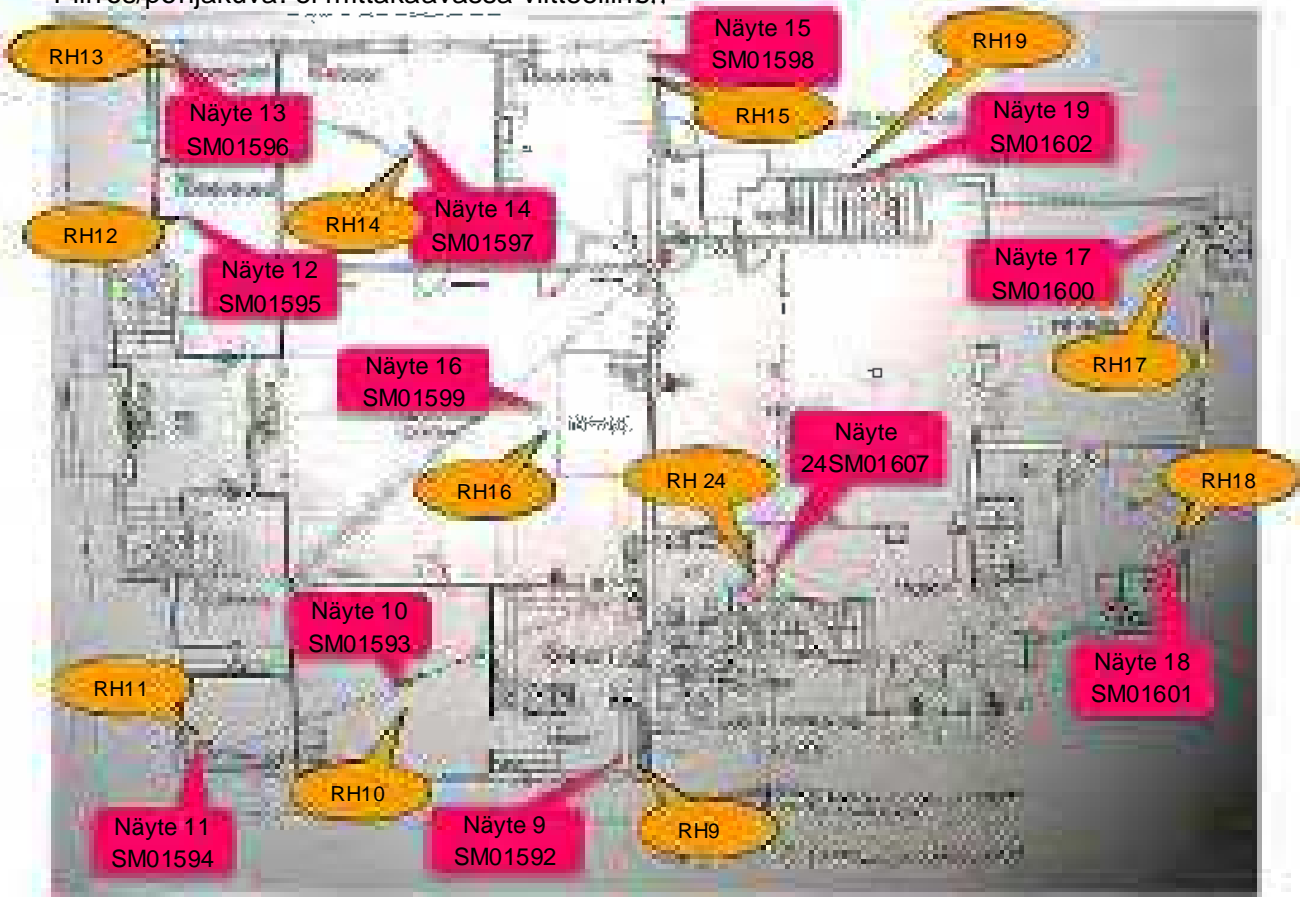 RH13
Näyte 15
SM01598
RH19
Näyte 13
SM01596
RH15
Näyte 19
SM01602
RH12
RH14
Näyte 14
SM01597
Näyte 12
SM01595
Näyte 17
SM01600
Näyte 16
SM01599
RH17
RH16
RH 24
Näyte
24SM01607
RH18
Näyte 10
SM01593
RH11
Näyte 18
SM01601
RH10
Näyte 11
SM01594
Näyte 9
SM01592
RH9